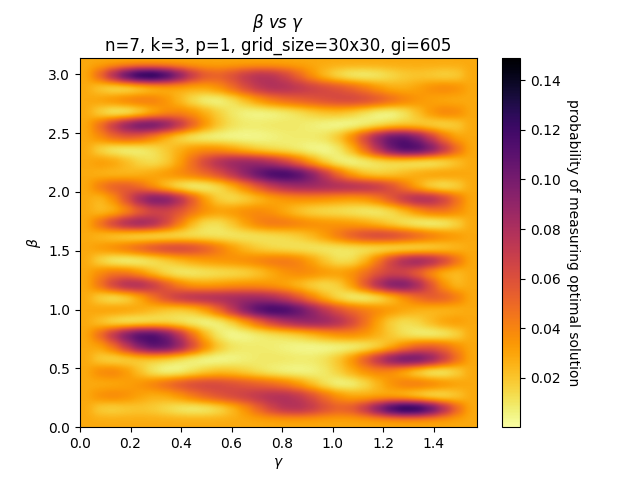 β vs γ
n=7, k=3, p=1, grid_size=30x30, gi=605
3.0
2.5
2.0
1.5
1.0
0.5
0.0
β
0.0 0.2 0.4 0.6 0.8 1.0 1.2 1.4
γ
0.14
0.12
0.10
0.08
0.06
0.04
0.02
probability of measuring optimal solution